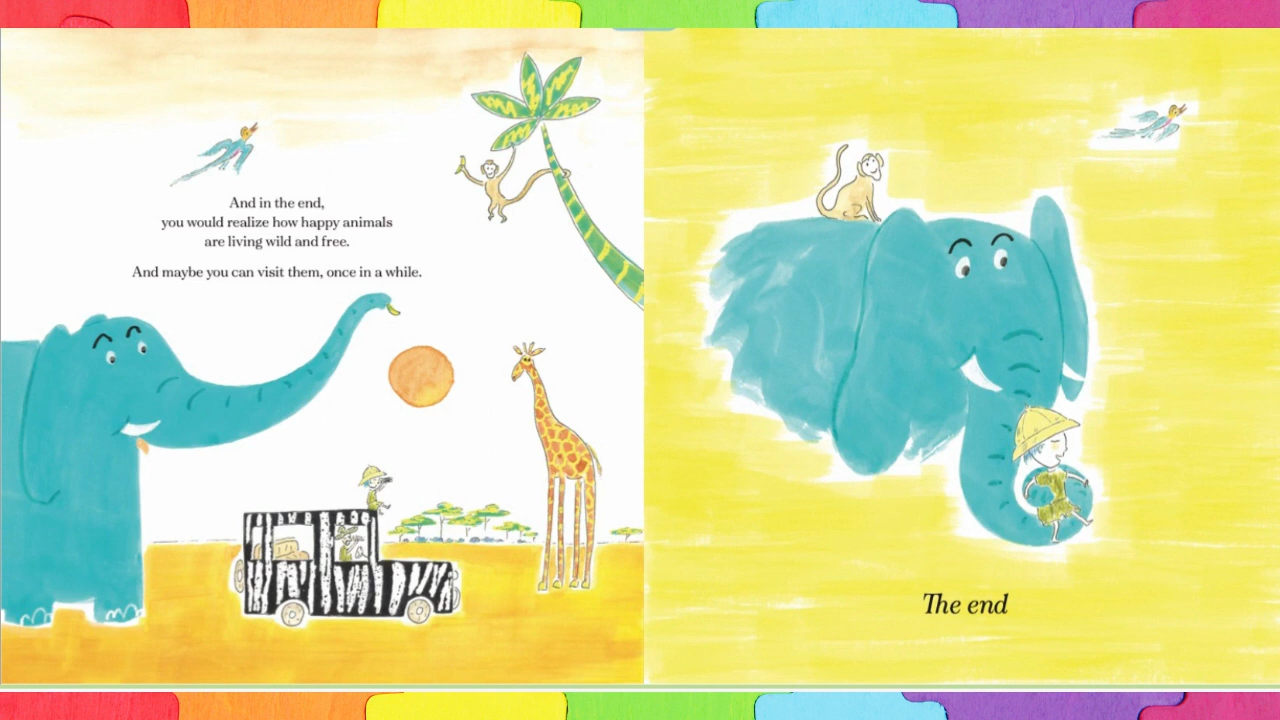 And in the end,
you would realize how happy animals
are living wild and free.
And maybe you can visit them, once in a while.
The end